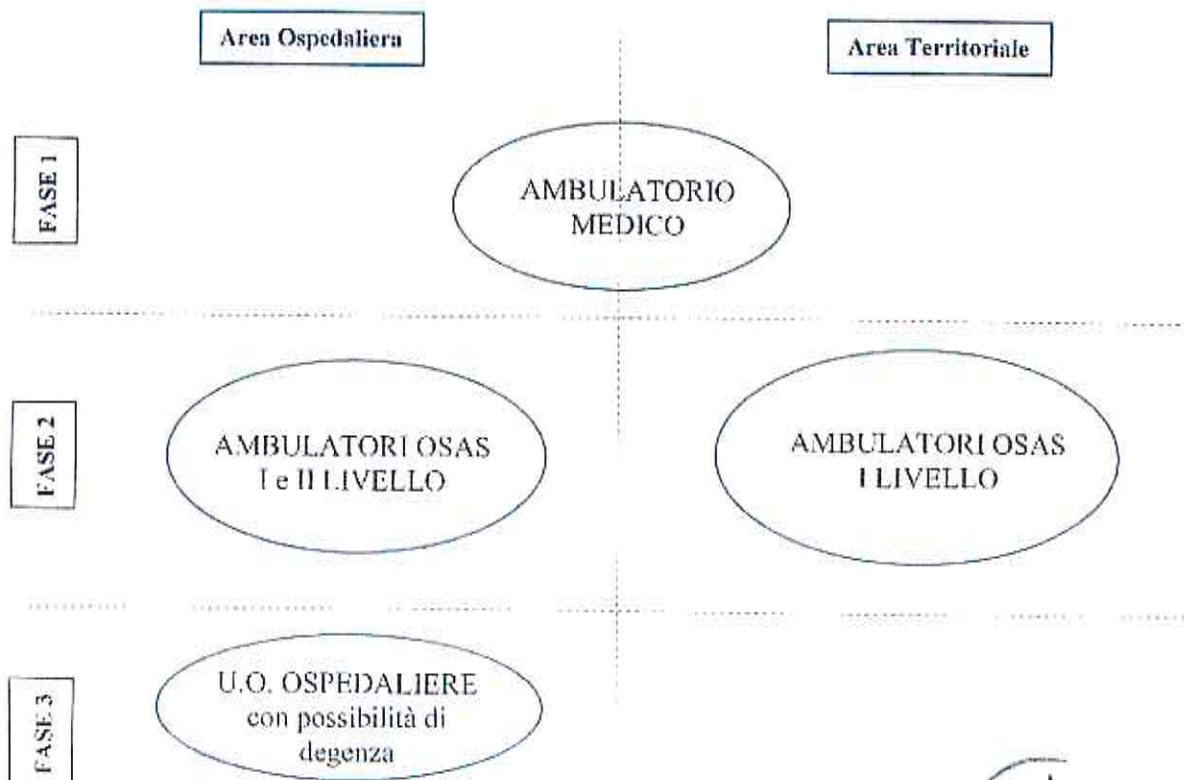 Area Ospedaliera
Area Territoriale
FASE 1
AMBULATORIO
MEDICO
FASE 2
AMBULATORI OSAS
I e II LIVELLO
AMBULATORI OSAS
I LIVELLO
FASE 3
U.O. OSPEDALIERE
con possibilità di
degenza